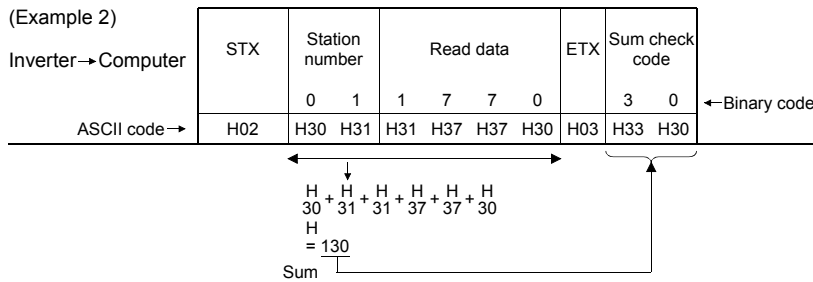 (Example 2)
Inverter→Computer
STX
Station
number
Read data
ETX
Sum check
code
0 1 1 7 7 0 3 0
←Binary code
ASCII code→
H02 H30 H31 H31 H37 H37 H30 H03 H33 H30
H H H H H H
30 + 31 + 31 + 37 + 37 + 30
H
= 130
Sum